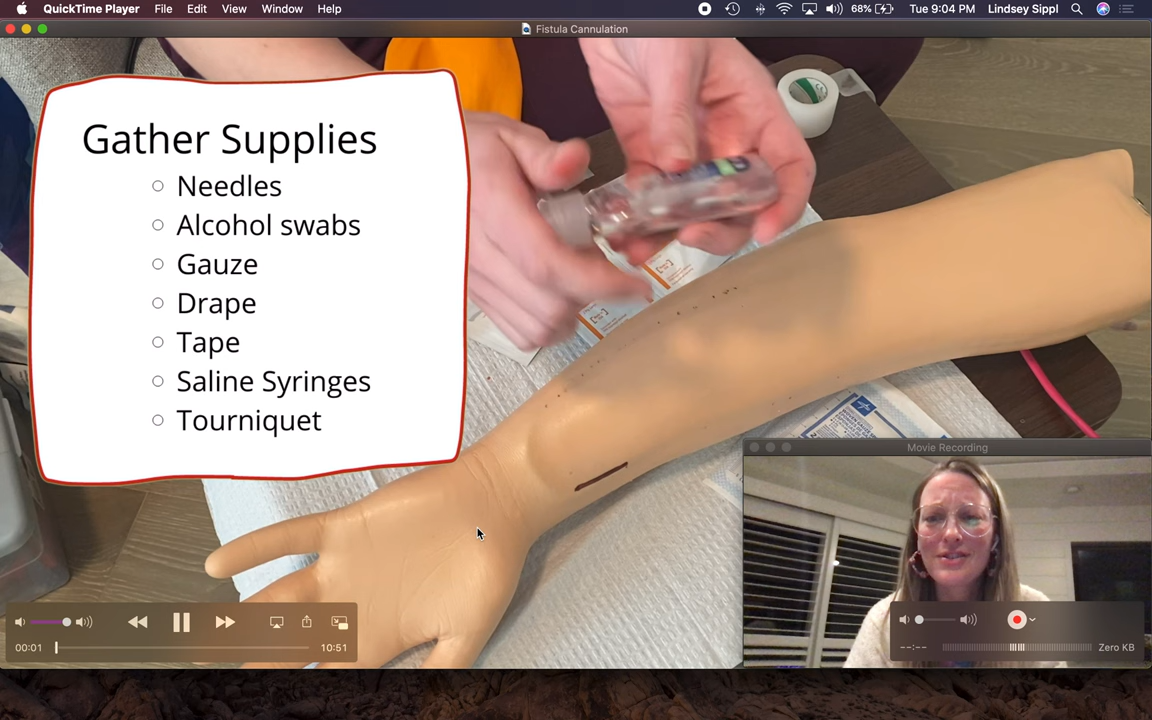 QuickTime Player File Edit View Window Help 68% Tue 9:04 PM Lindsey Sippl
Fistula Cannulation
Gather Supplies
Needles
Alcohol swabs
Gauze
Drape
Tape
Saline Syringes
Tourniquet
Movie Recording
00:01 10:51
--:-- Zero KB